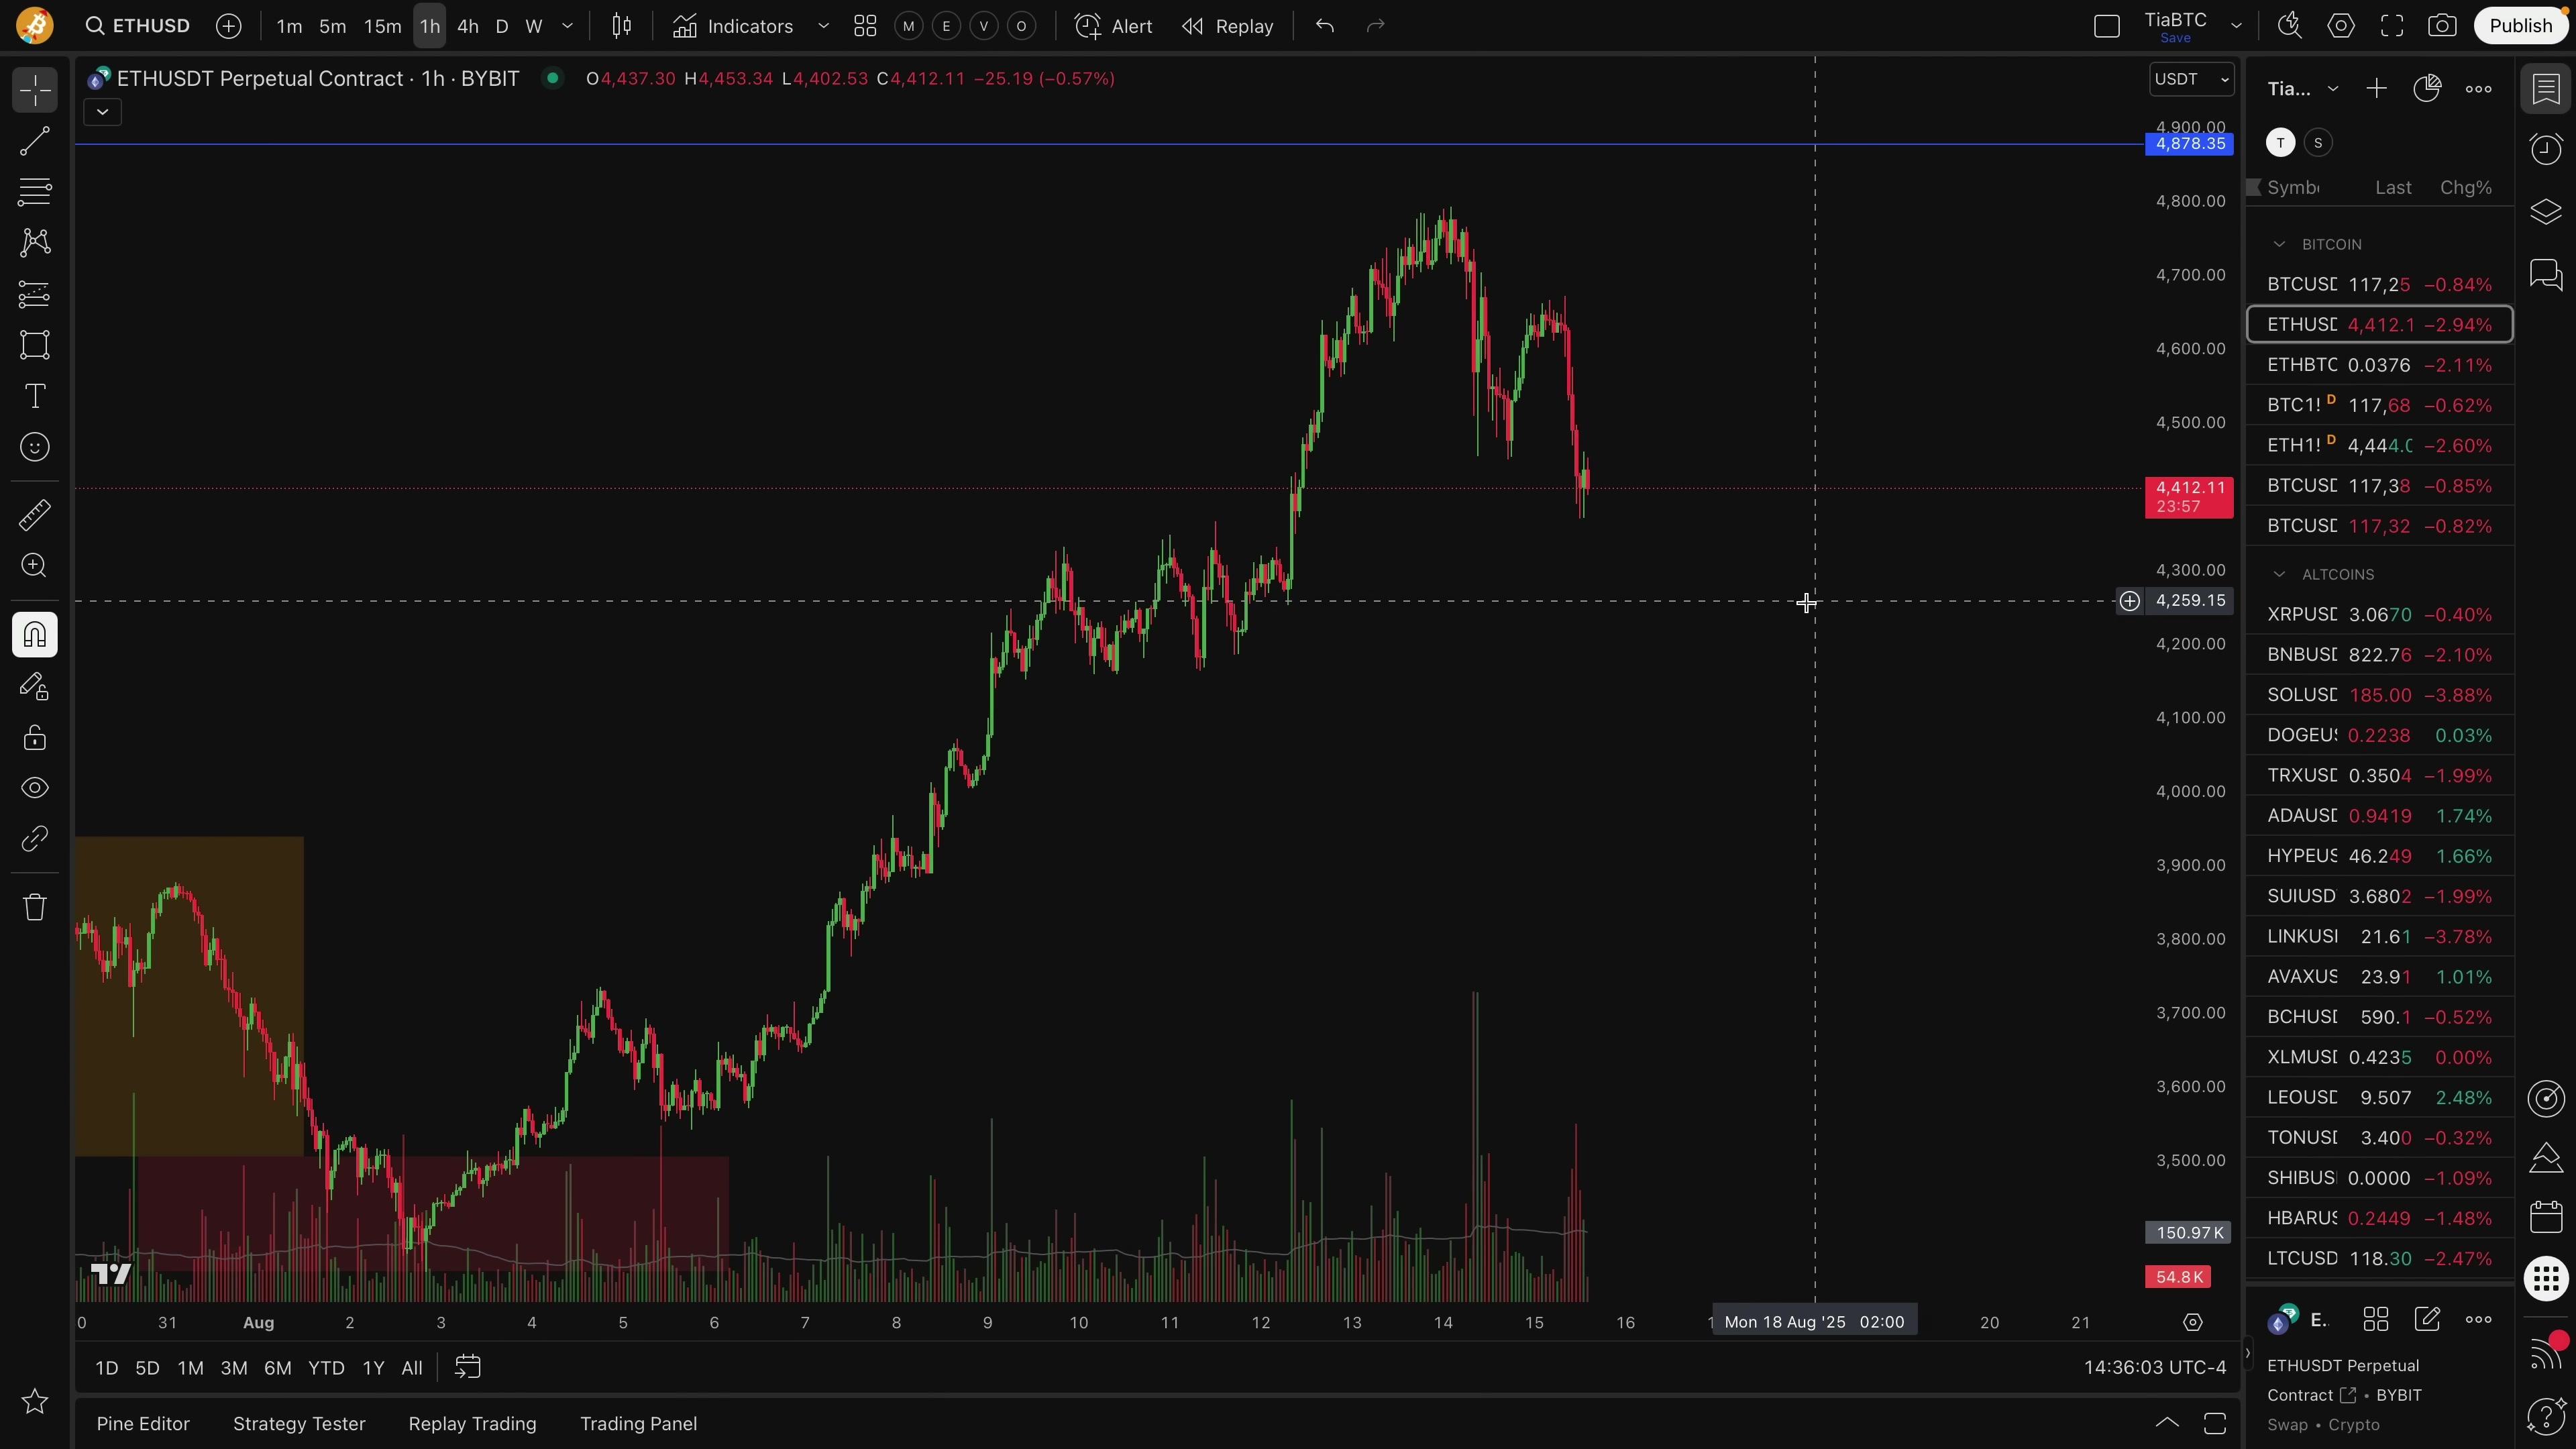 ETHUSD
1m 5m 15m 1h 4h D W
Indicators
M E V O
Alert
Replay
TiaBTC
Save
Publish
ETHUSDT Perpetual Contract · 1h · BYBIT
O4,437.30 H4,453.34 L4,402.53 C4,412.11 −25.19 (−0.57%)
USDT
4,900.00
4,878.35
4,800.00
4,700.00
4,600.00
4,500.00
4,412.11
23:57
4,300.00
4,259.15
4,200.00
4,100.00
4,000.00
3,900.00
3,800.00
3,700.00
3,600.00
3,500.00
150.97 K
54.8 K
31 Aug 2 3 4 5 6 7 8 9 10 11 12 13 14 15 16
Mon 18 Aug '25 02:00
20 21
1D 5D 1M 3M 6M YTD 1Y All
14:36:03 UTC-4
Pine Editor Strategy Tester Replay Trading Trading Panel
Tia...
T S
Last Chg%
BITCOIN
BTCUSD 117,25 −0.84%
ETHUSD 4,412.1 −2.94%
ETHBTC 0.0376 −2.11%
BTC1! D 117,68 −0.62%
ETH1! D 4,444.0 −2.60%
BTCUSD 117,38 −0.85%
BTCUSD 117,32 −0.82%
ALTCOINS
XRPUSD 3.0670 −0.40%
BNBUSD 822.76 −2.10%
SOLUSD 185.00 −3.88%
DOGEUS 0.2238 0.03%
TRXUSD 0.3504 −1.99%
ADAUSD 0.9419 1.74%
HYPEUS 46.249 1.66%
SUIUSD 3.6802 −1.99%
LINKUSD 21.61 −3.78%
AVAXUS 23.91 1.01%
BCHUSD 590.1 −0.52%
XLMUSD 0.4235 0.00%
LEOUSD 9.507 2.48%
TONUSD 3.400 −0.32%
SHIBUS 0.0000 −1.09%
HBARUS 0.2449 −1.48%
LTCUSD 118.30 −2.47%
E.
ETHUSDT Perpetual
Contract • BYBIT
Swap • Crypto